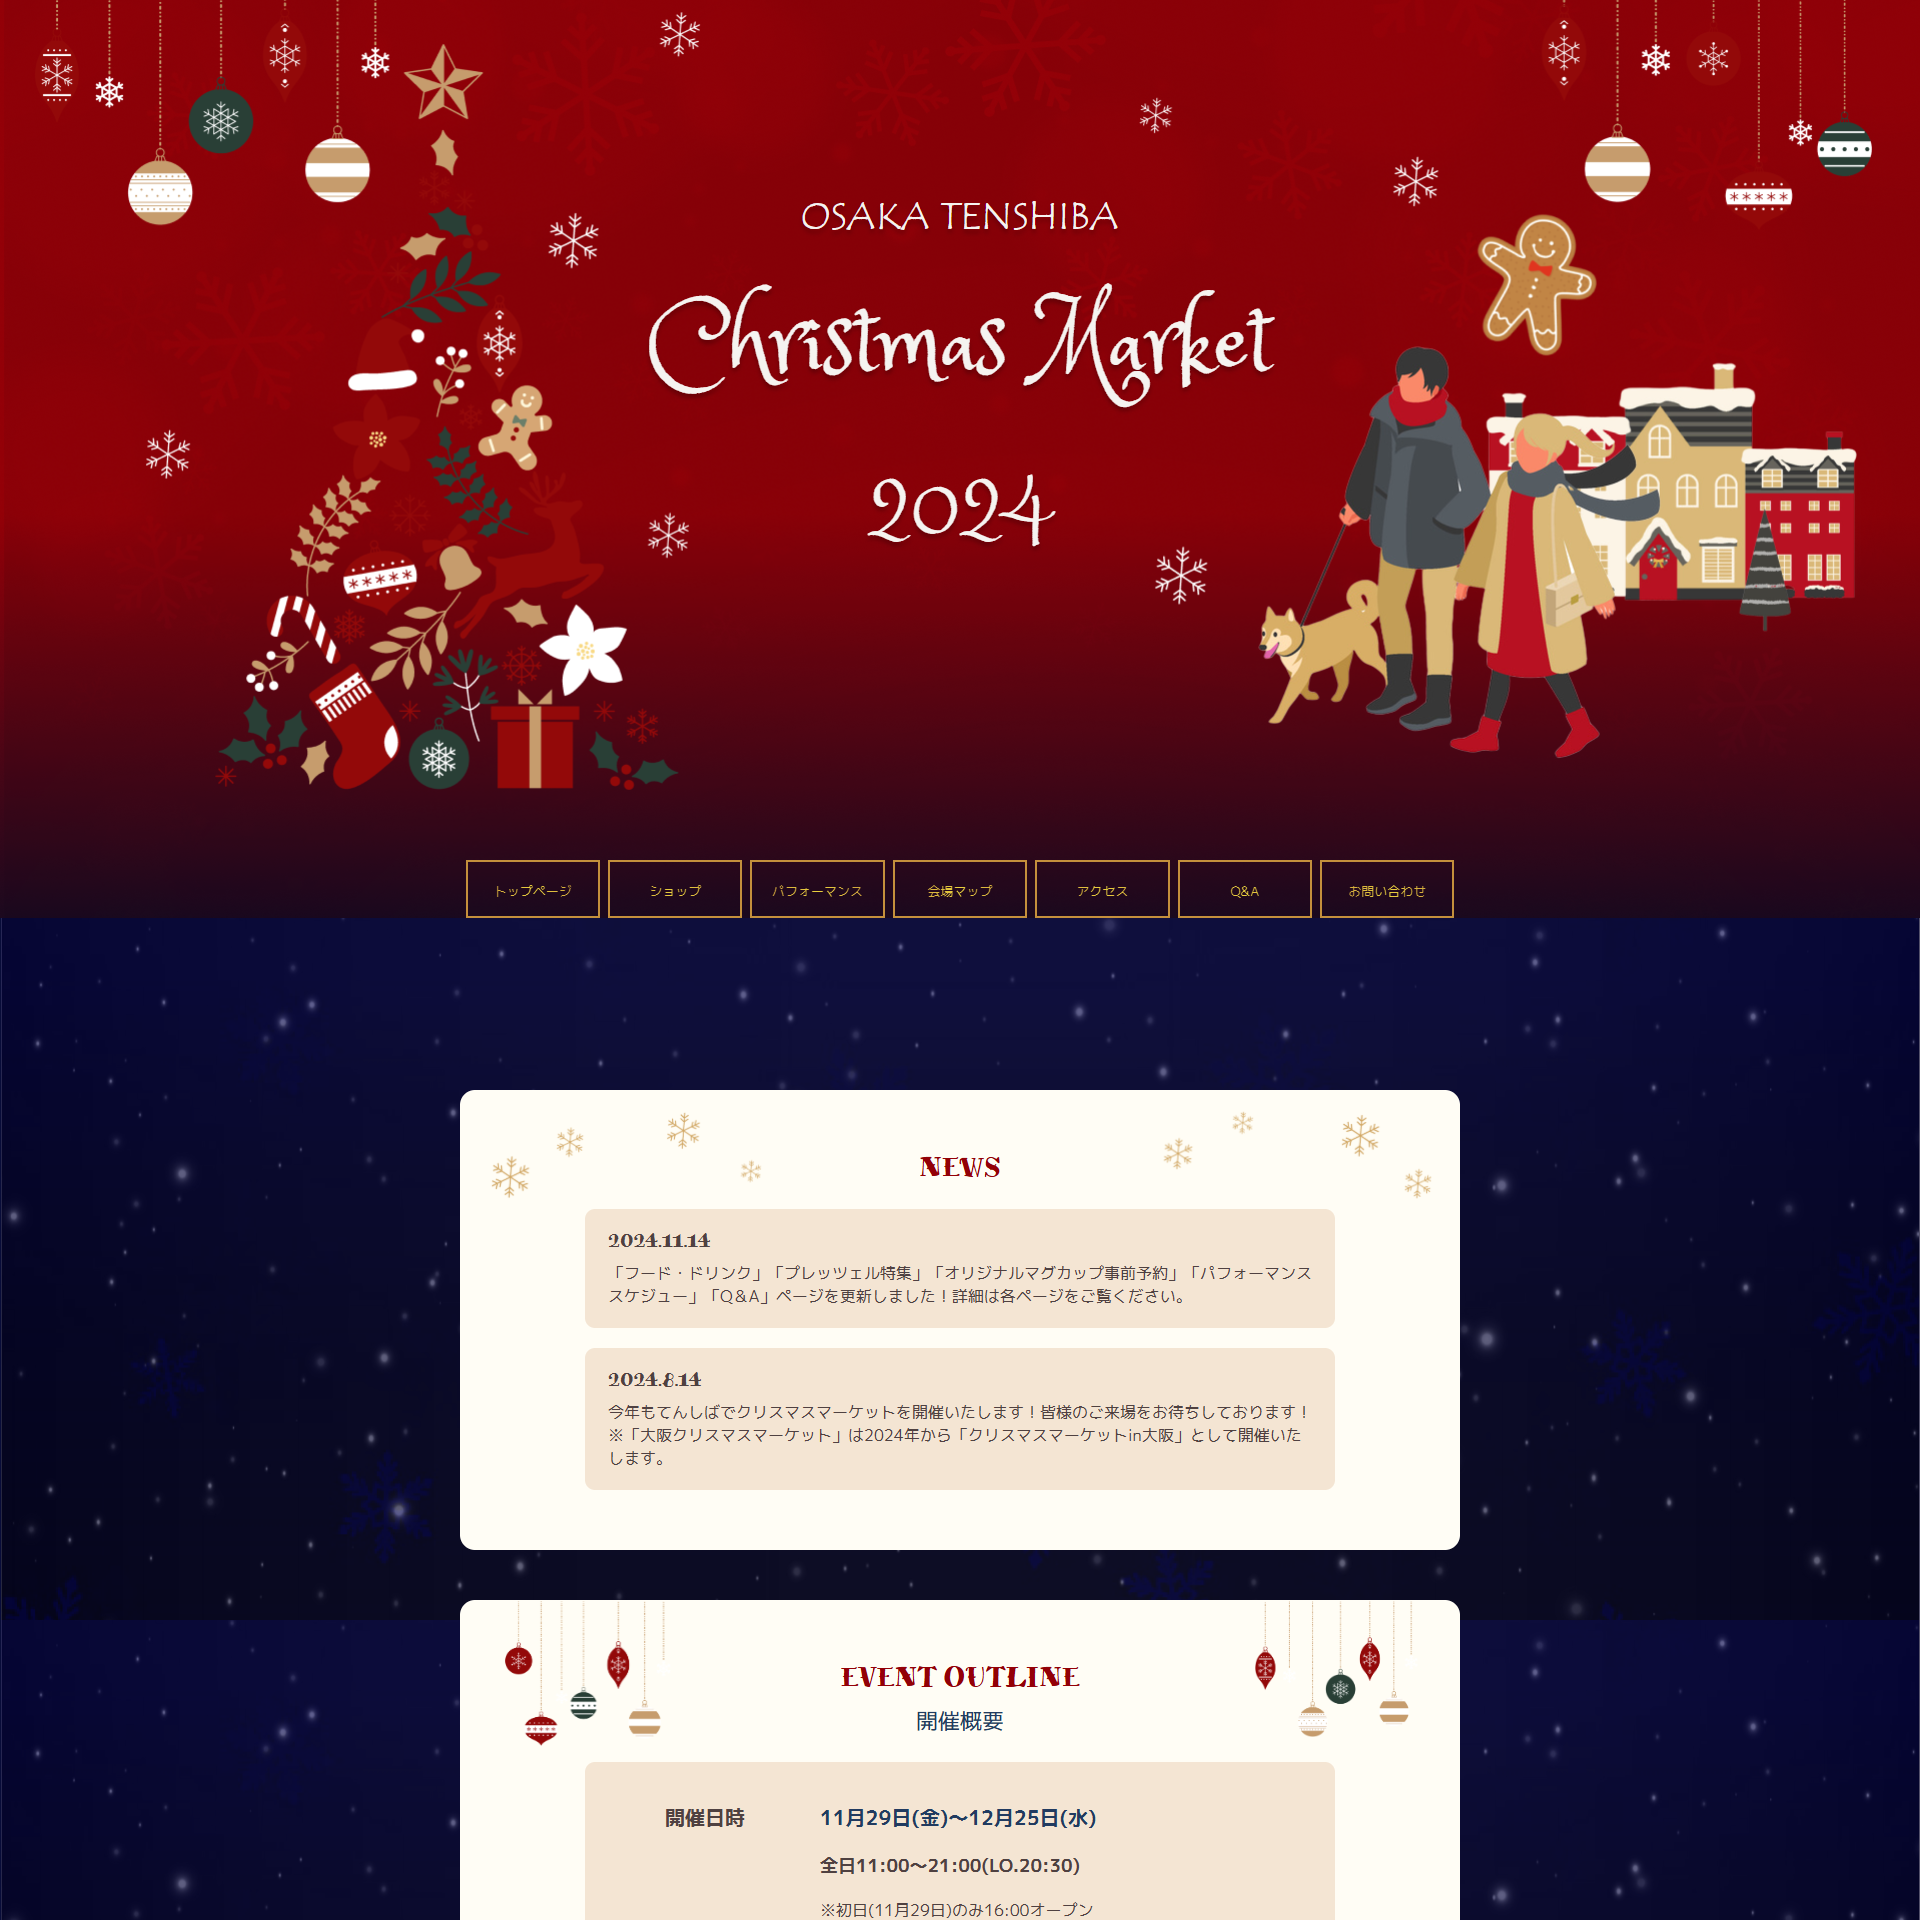 OSAKA TENSHIBA
Christmas Market
2024
トップページ
ショップ
パフォーマンス
会場マップ
アクセス
Q&A
お問い合わせ
NEWS
2024.11.14
「フード・ドリンク」「プレッツェル特集」「オリジナルマグカップ事前予約」「パフォーマンス
スケジュー」「Q&A」ページを更新しました！詳細は各ページをご覧ください。
2024.8.14
今年もてんしばでクリスマスマーケットを開催いたします！皆様のご来場をお待ちしております！
※「大阪クリスマスマーケット」は2024年から「クリスマスマーケットin大阪」として開催いた
します。
EVENT OUTLINE
開催概要
開催日時
11月29日(金)〜12月25日(水)
全日11:00〜21:00(LO.20:30)
※初日(11月29日)のみ16:00オープン